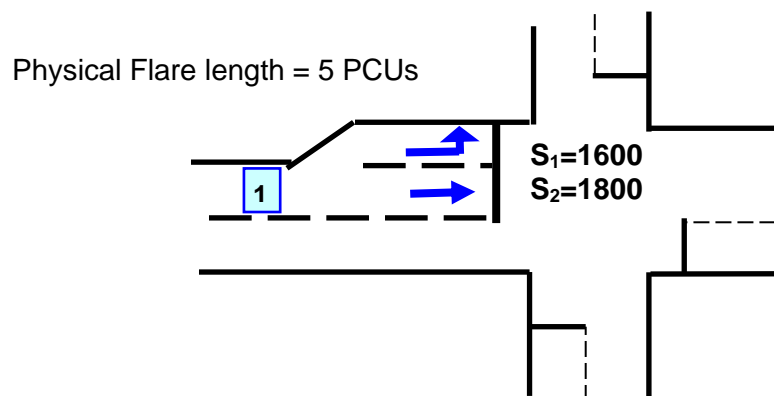 Physical Flare length = 5 PCUs
S₁=1600
1
S₂=1800